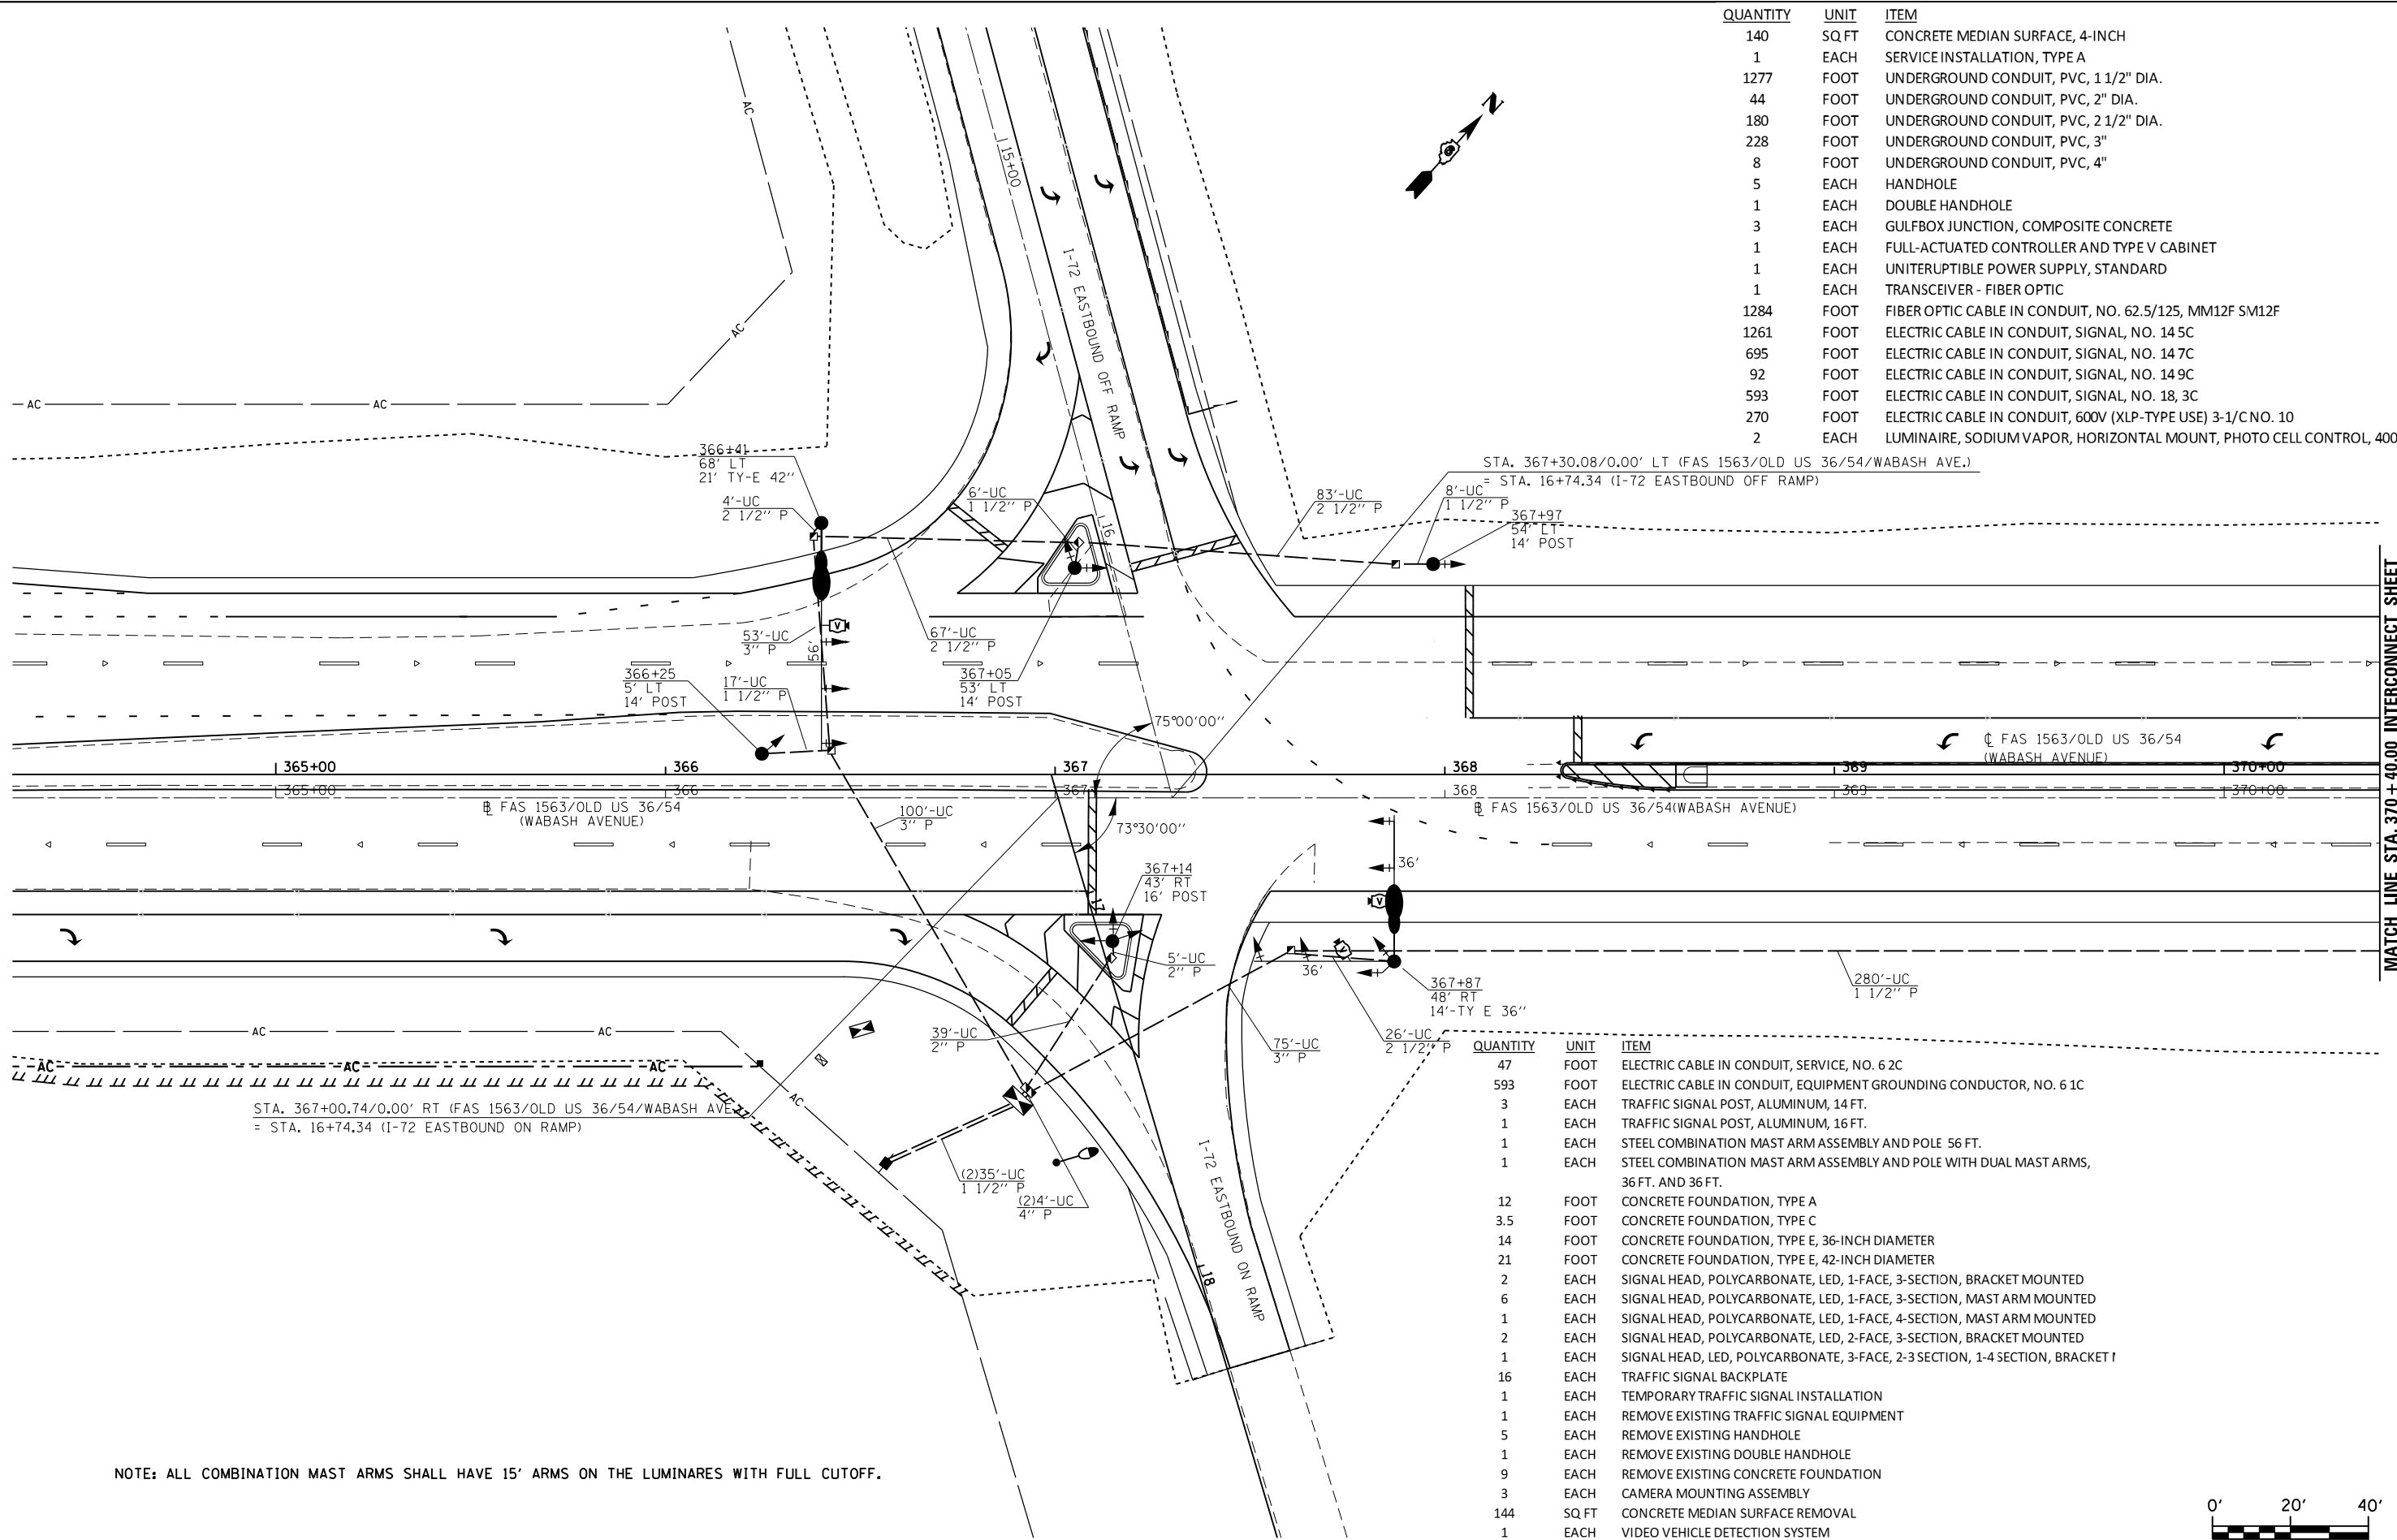 QUANTITY UNIT ITEM
140 SQ FT CONCRETE MEDIAN SURFACE, 4-INCH
1 EACH SERVICE INSTALLATION, TYPE A
1277 FOOT UNDERGROUND CONDUIT, PVC, 1 1/2" DIA.
44 FOOT UNDERGROUND CONDUIT, PVC, 2" DIA.
180 FOOT UNDERGROUND CONDUIT, PVC, 2 1/2" DIA.
228 FOOT UNDERGROUND CONDUIT, PVC, 3"
8 FOOT UNDERGROUND CONDUIT, PVC, 4"
5 EACH HANDHOLE
1 EACH DOUBLE HANDHOLE
3 EACH GULFBOX JUNCTION, COMPOSITE CONCRETE
1 EACH FULL-ACTUATED CONTROLLER AND TYPE V CABINET
1 EACH UNITERUPTIBLE POWER SUPPLY, STANDARD
1 EACH TRANSCEIVER - FIBER OPTIC
1284 FOOT FIBER OPTIC CABLE IN CONDUIT, NO. 62.5/125, MM12F SM12F
1261 FOOT ELECTRIC CABLE IN CONDUIT, SIGNAL, NO. 14 5C
695 FOOT ELECTRIC CABLE IN CONDUIT, SIGNAL, NO. 14 7C
92 FOOT ELECTRIC CABLE IN CONDUIT, SIGNAL, NO. 14 9C
593 FOOT ELECTRIC CABLE IN CONDUIT, SIGNAL, NO. 18, 3C
270 FOOT ELECTRIC CABLE IN CONDUIT, 600V (XLP-TYPE USE) 3-1/C NO. 10
2 EACH LUMINAIRE, SODIUM VAPOR, HORIZONTAL MOUNT, PHOTO CELL CONTROL, 400
N
AC
AC
AC
AC
15+00
I-72 EASTBOUND OFF RAMP
16
366+41
68' LT
21' TY-E 42"
4'-UC
2 1/2" P
6'-UC
1 1/2" P
83'-UC
2 1/2" P
8'-UC
1 1/2" P
367+97
54' LT
14' POST
STA. 367+30.08/0.00' LT (FAS 1563/OLD US 36/54/WABASH AVE.)
= STA. 16+74.34 (I-72 EASTBOUND OFF RAMP)
53'-UC
3" P
56'
V
67'-UC
2 1/2" P
366+25
5' LT
14' POST
17'-UC
1 1/2" P
367+05
53' LT
14' POST
75°00'00"
℄ FAS 1563/OLD US 36/54
(WABASH AVENUE)
365+00 366 367 368 369 370+00
365+00 366 367 368 369 370+00
B FAS 1563/OLD US 36/54
(WABASH AVENUE)
B FAS 1563/OLD US 36/54(WABASH AVENUE)
100'-UC
3" P
73°30'00"
367+14
43' RT
16' POST
17
36'
V
V
36'
5'-UC
2" P
367+87
48' RT
14'-TY E 36"
280'-UC
1 1/2" P
39'-UC
2" P
75'-UC
3" P
26'-UC
2 1/2" P
MATCH LINE STA. 370 + 40.00 INTERCONNECT SHEET
AC
AC
AC
AC
AC
AC
STA. 367+00.74/0.00' RT (FAS 1563/OLD US 36/54/WABASH AVE
= STA. 16+74.34 (I-72 EASTBOUND ON RAMP)
(2)35'-UC
1 1/2" P
(2)4'-UC
4" P
I-72 EASTBOUND ON RAMP
18
QUANTITY UNIT ITEM
47 FOOT ELECTRIC CABLE IN CONDUIT, SERVICE, NO. 6 2C
593 FOOT ELECTRIC CABLE IN CONDUIT, EQUIPMENT GROUNDING CONDUCTOR, NO. 6 1C
3 EACH TRAFFIC SIGNAL POST, ALUMINUM, 14 FT.
1 EACH TRAFFIC SIGNAL POST, ALUMINUM, 16 FT.
1 EACH STEEL COMBINATION MAST ARM ASSEMBLY AND POLE 56 FT.
1 EACH STEEL COMBINATION MAST ARM ASSEMBLY AND POLE WITH DUAL MAST ARMS,
36 FT. AND 36 FT.
12 FOOT CONCRETE FOUNDATION, TYPE A
3.5 FOOT CONCRETE FOUNDATION, TYPE C
14 FOOT CONCRETE FOUNDATION, TYPE E, 36-INCH DIAMETER
21 FOOT CONCRETE FOUNDATION, TYPE E, 42-INCH DIAMETER
2 EACH SIGNAL HEAD, POLYCARBONATE, LED, 1-FACE, 3-SECTION, BRACKET MOUNTED
6 EACH SIGNAL HEAD, POLYCARBONATE, LED, 1-FACE, 3-SECTION, MAST ARM MOUNTED
1 EACH SIGNAL HEAD, POLYCARBONATE, LED, 1-FACE, 4-SECTION, MAST ARM MOUNTED
2 EACH SIGNAL HEAD, POLYCARBONATE, LED, 2-FACE, 3-SECTION, BRACKET MOUNTED
1 EACH SIGNAL HEAD, LED, POLYCARBONATE, 3-FACE, 2-3 SECTION, 1-4 SECTION, BRACKET
16 EACH TRAFFIC SIGNAL BACKPLATE
1 EACH TEMPORARY TRAFFIC SIGNAL INSTALLATION
1 EACH REMOVE EXISTING TRAFFIC SIGNAL EQUIPMENT
5 EACH REMOVE EXISTING HANDHOLE
1 EACH REMOVE EXISTING DOUBLE HANDHOLE
9 EACH REMOVE EXISTING CONCRETE FOUNDATION
3 EACH CAMERA MOUNTING ASSEMBLY
144 SQ FT CONCRETE MEDIAN SURFACE REMOVAL
1 EACH VIDEO VEHICLE DETECTION SYSTEM
NOTE: ALL COMBINATION MAST ARMS SHALL HAVE 15' ARMS ON THE LUMINARES WITH FULL CUTOFF.
0' 20' 40'